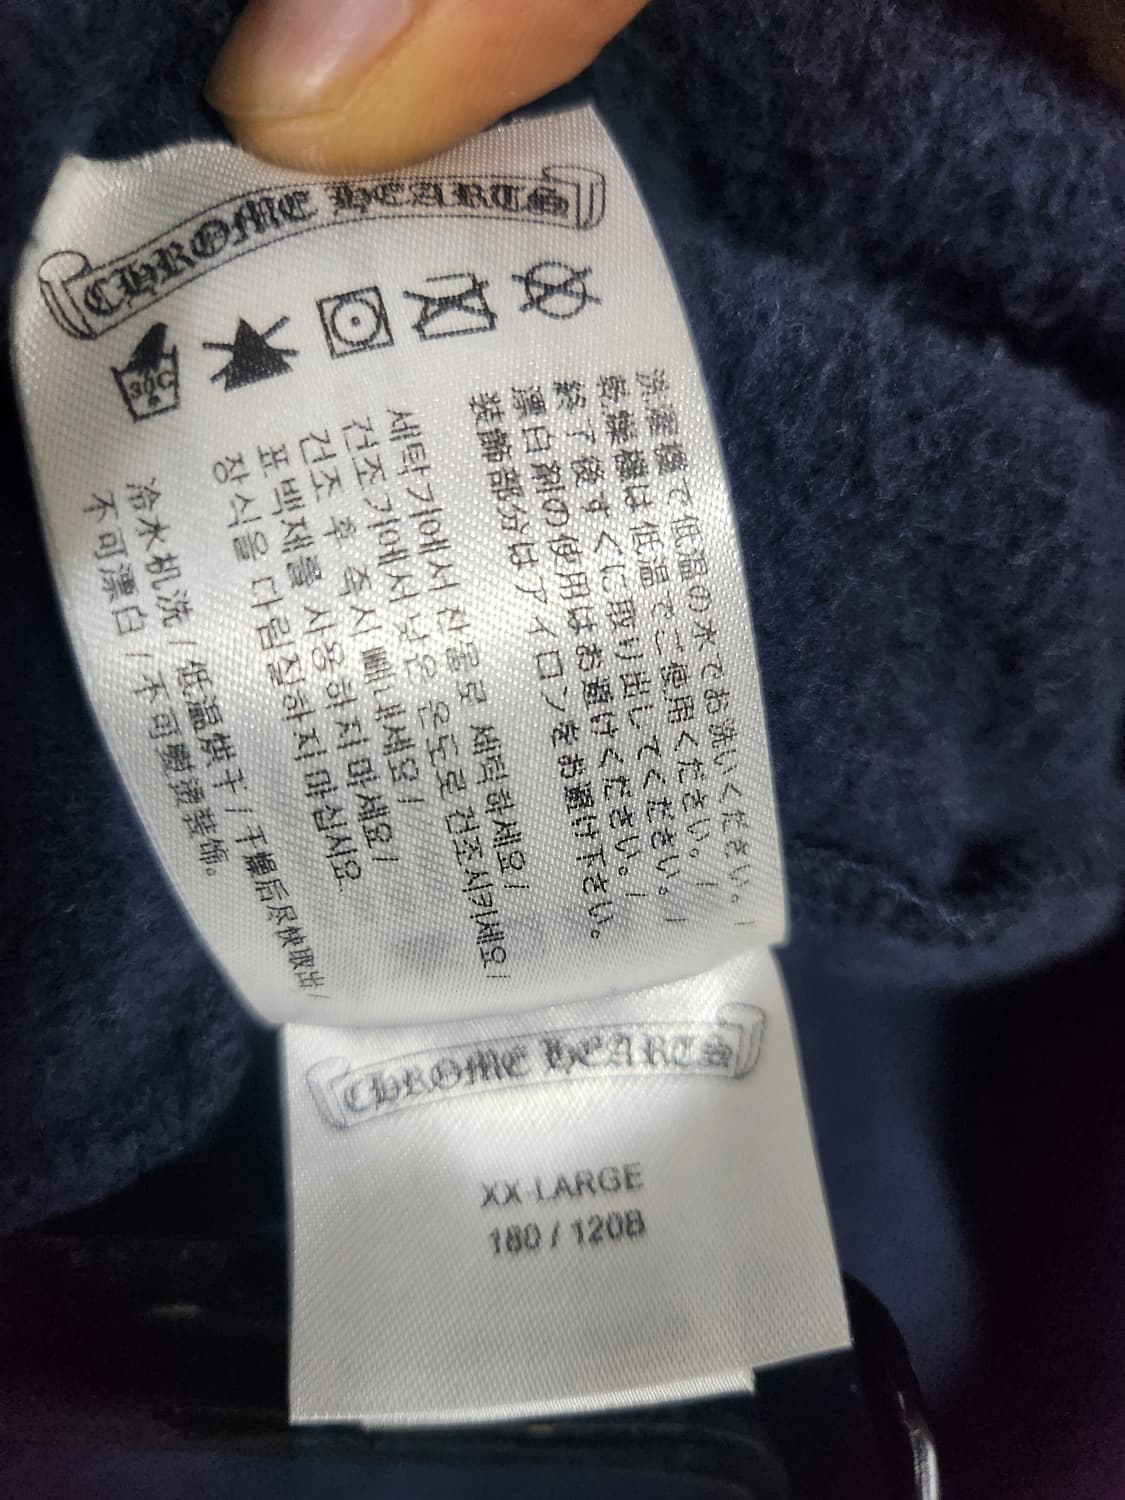 CHROME HEARTS
30C
洗濯機で低温の水でお洗いください。/
乾燥機は低温でご使用ください。/
終了後すぐに取り出してください。/
漂白剤の使用はお避けください。/
装飾部分はアイロンをお避け下さい。
세탁기에서 찬물로 세탁하세요/
건조기에서 낮은 온도로 건조시키세요/
건조 후 즉시 빼내세요/
표백제를 사용하지 마세요/
장식을 다림질하지 마십시요
冷水机洗 / 低温烘干 / 干燥后尽快取出/
不可漂白 / 不可熨烫装饰。
CHROME HEARTS
XX-LARGE
180 / 120B